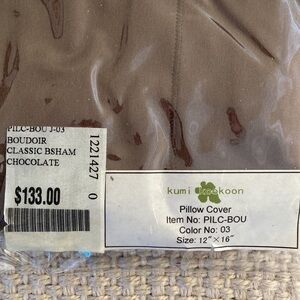 PILC-BOU J-03
BOUDOIR
CLASSIC BSHAM
CHOCOLATE
$133.00
1221427 0
kumi kookoon
Pillow Cover
Item No: PILC-BOU
Color No: 03
Size: 12"×16"